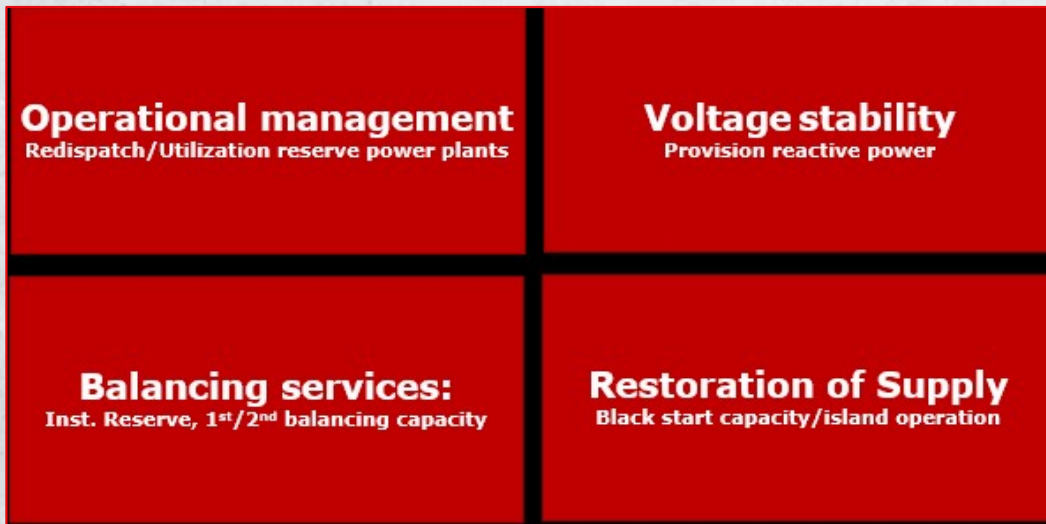 Operational management
Redispatch/Utilization reserve power plants
Voltage stability
Provision reactive power
Balancing services:
Inst. Reserve, 1st/2nd balancing capacity
Restoration of Supply
Black start capacity/island operation